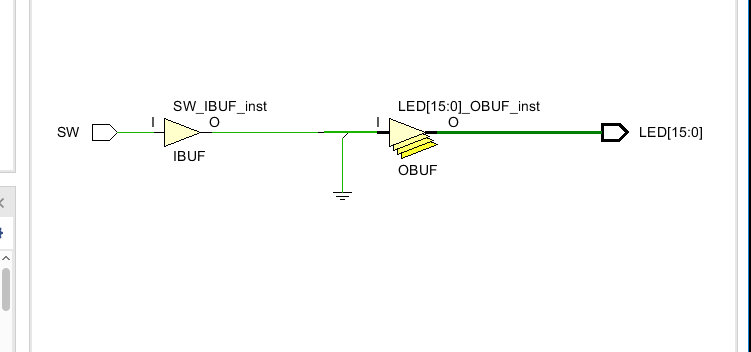 SW_IBUF_inst
LED[15:0]_OBUF_inst
I
O
I
O
SW
LED[15:0]
IBUF
OBUF